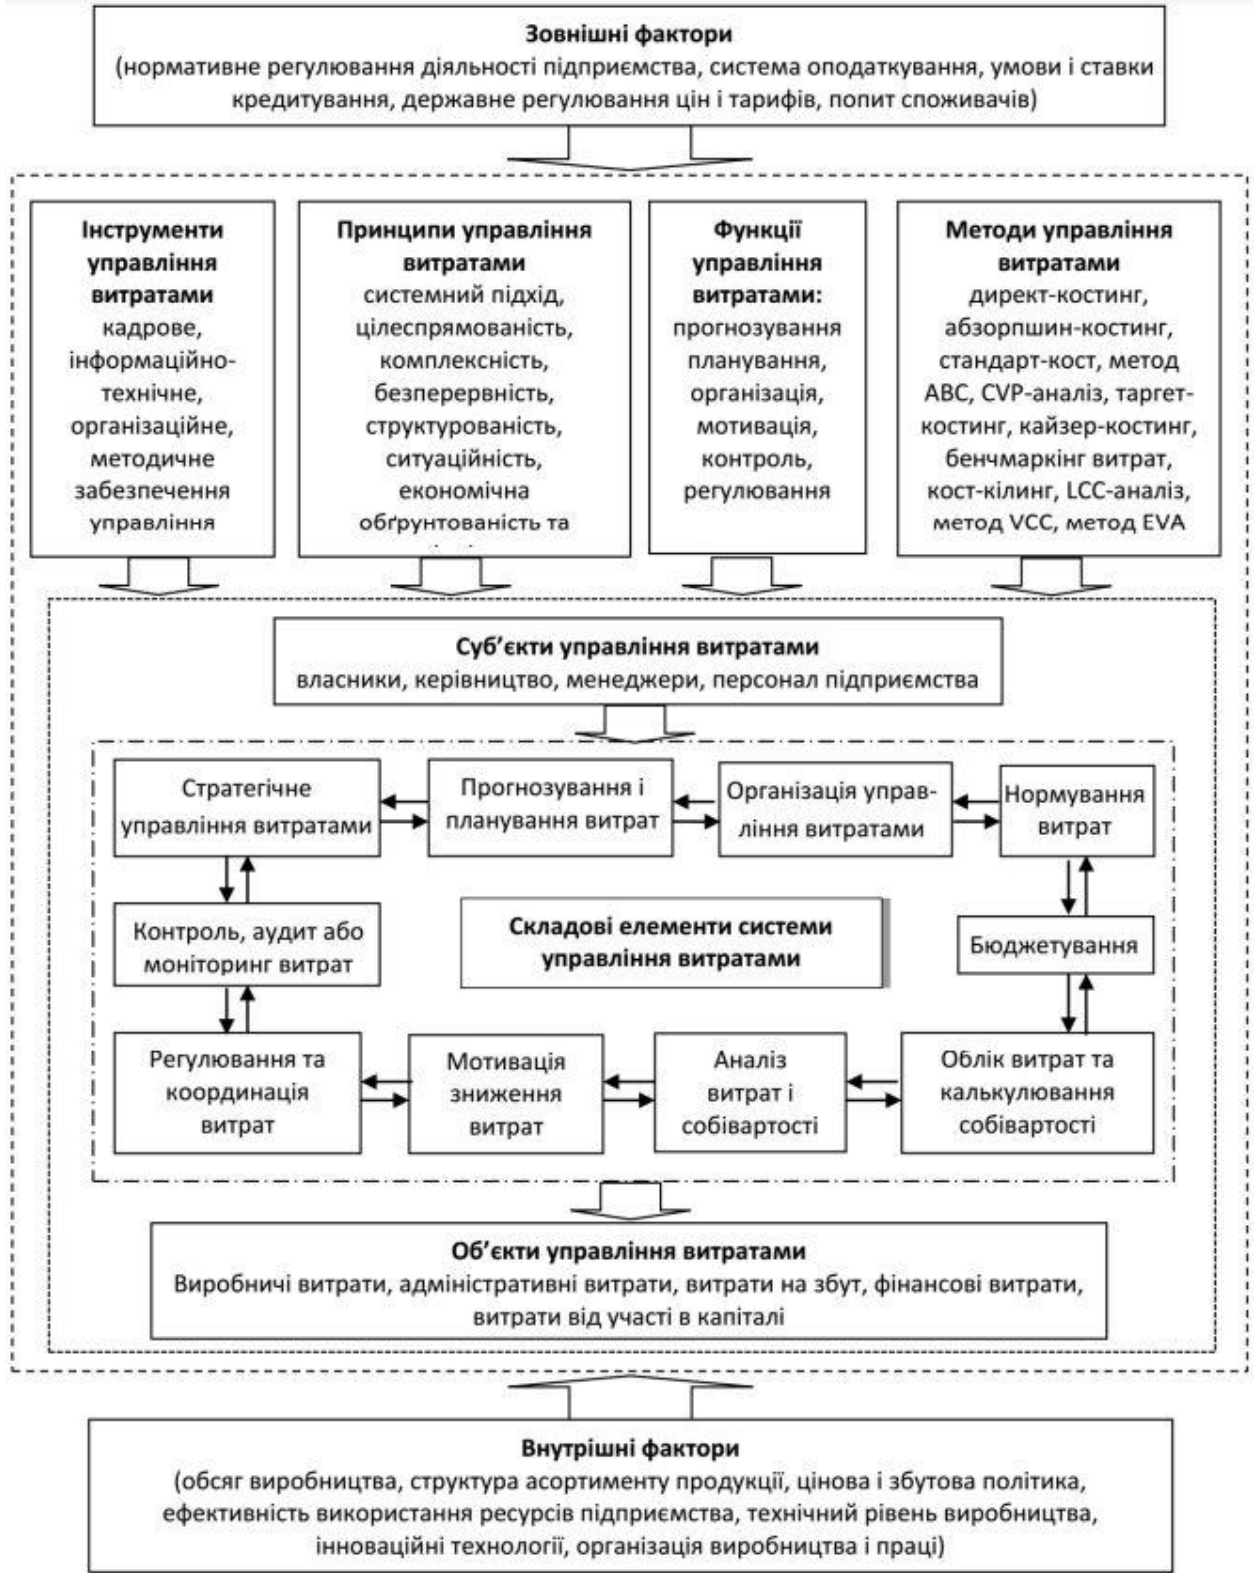 Зовнішні фактори
(нормативне регулювання діяльності підприємства, система оподаткування, умови і ставки
кредитування, державне регулювання цін і тарифів, попит споживачів)
Інструменти
управління
витратами
кадрове,
інформаційно-
технічне,
організаційне,
методичне
забезпечення
управління
Принципи управління
витратами
системний підхід,
цілеспрямованість,
комплексність,
безперервність,
структурованість,
ситуаційність,
економічна
обґрунтованість та
Функції
управління
витратами:
прогнозування
планування,
організація,
мотивація,
контроль,
регулювання
Методи управління
витратами
директ-костинг,
абзорпшин-костинг,
стандарт-кост, метод
АВС, CVP-аналіз, таргет-
костинг, кайзер-костинг,
бенчмаркінг витрат,
кост-кілинг, LCC-аналіз,
метод VCC, метод EVA
Суб’єкти управління витратами
власники, керівництво, менеджери, персонал підприємства
Стратегічне
управління витратами
Прогнозування і
планування витрат
Організація управ-
ління витратами
Нормування
витрат
Контроль, аудит або
моніторинг витрат
Складові елементи системи
управління витратами
Бюджетування
Регулювання та
координація
витрат
Мотивація
зниження
витрат
Аналіз
витрат і
собівартості
Облік витрат та
калькулювання
собівартості
Об’єкти управління витратами
Виробничі витрати, адміністративні витрати, витрати на збут, фінансові витрати,
витрати від участі в капіталі
Внутрішні фактори
(обсяг виробництва, структура асортименту продукції, цінова і збутова політика,
ефективність використання ресурсів підприємства, технічний рівень виробництва,
інноваційні технології, організація виробництва і праці)